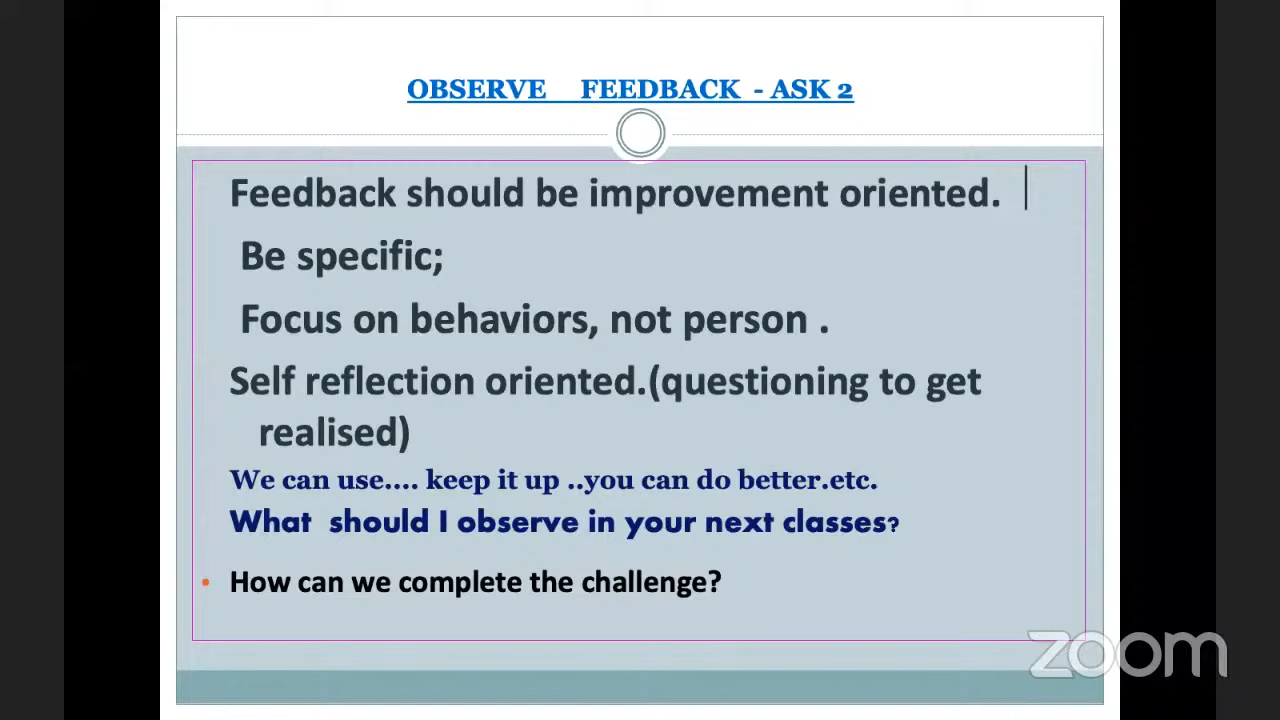 OBSERVE FEEDBACK - ASK 2
Feedback should be improvement oriented.
Be specific;
Focus on behaviors, not person .
Self reflection oriented.(questioning to get
realised)
We can use.... keep it up ..you can do better.etc.
What should I observe in your next classes?
• How can we complete the challenge?
zoom